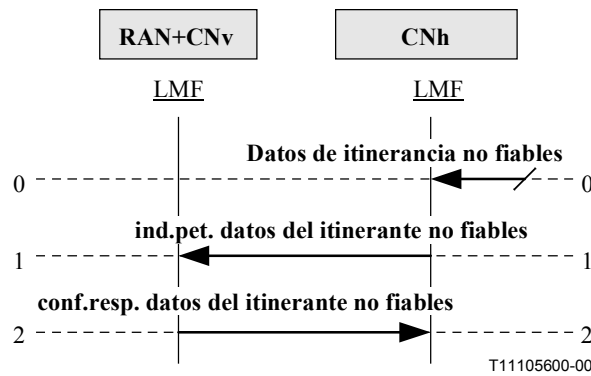 RAN+CNv CNh
LMF LMF
Datos de itinerancia no fiables
0 0
ind.pet. datos del itinerante no fiables
1 1
conf.resp. datos del itinerante no fiables
2 2
T11105600-00